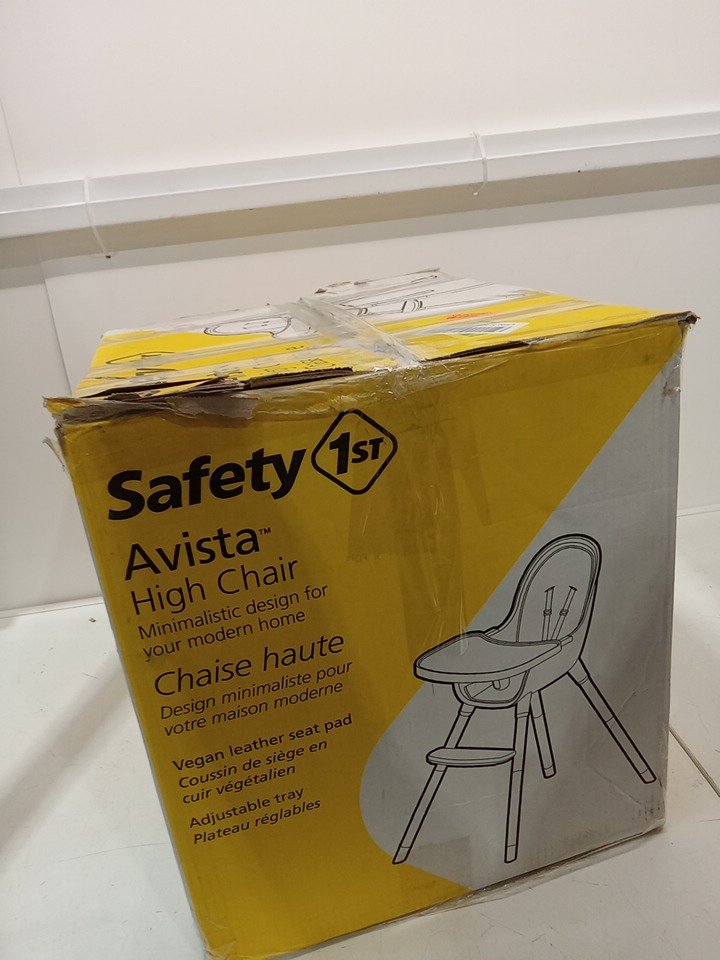 Safety 1ST
Avista™
High Chair
Minimalistic design for
your modern home
Chaise haute
Design minimaliste pour
votre maison moderne
Vegan leather seat pad
Coussin de siège en
cuir végétalien
Adjustable tray
Plateau réglables